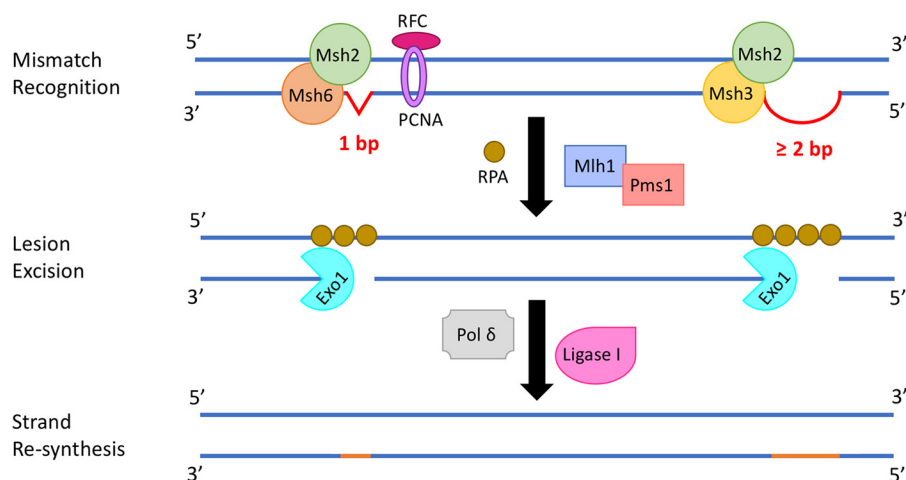 Mismatch
Recognition
5’
3’
Msh2
Msh6
1 bp
RFC
PCNA
Msh2
Msh3
≥ 2 bp
3’
5’
RPA
Mlh1
Pms1
Lesion
Excision
5’
3’
Exo1
Exo1
3’
5’
Pol δ
Ligase I
Strand
Re-synthesis
5’
3’
3’
5’